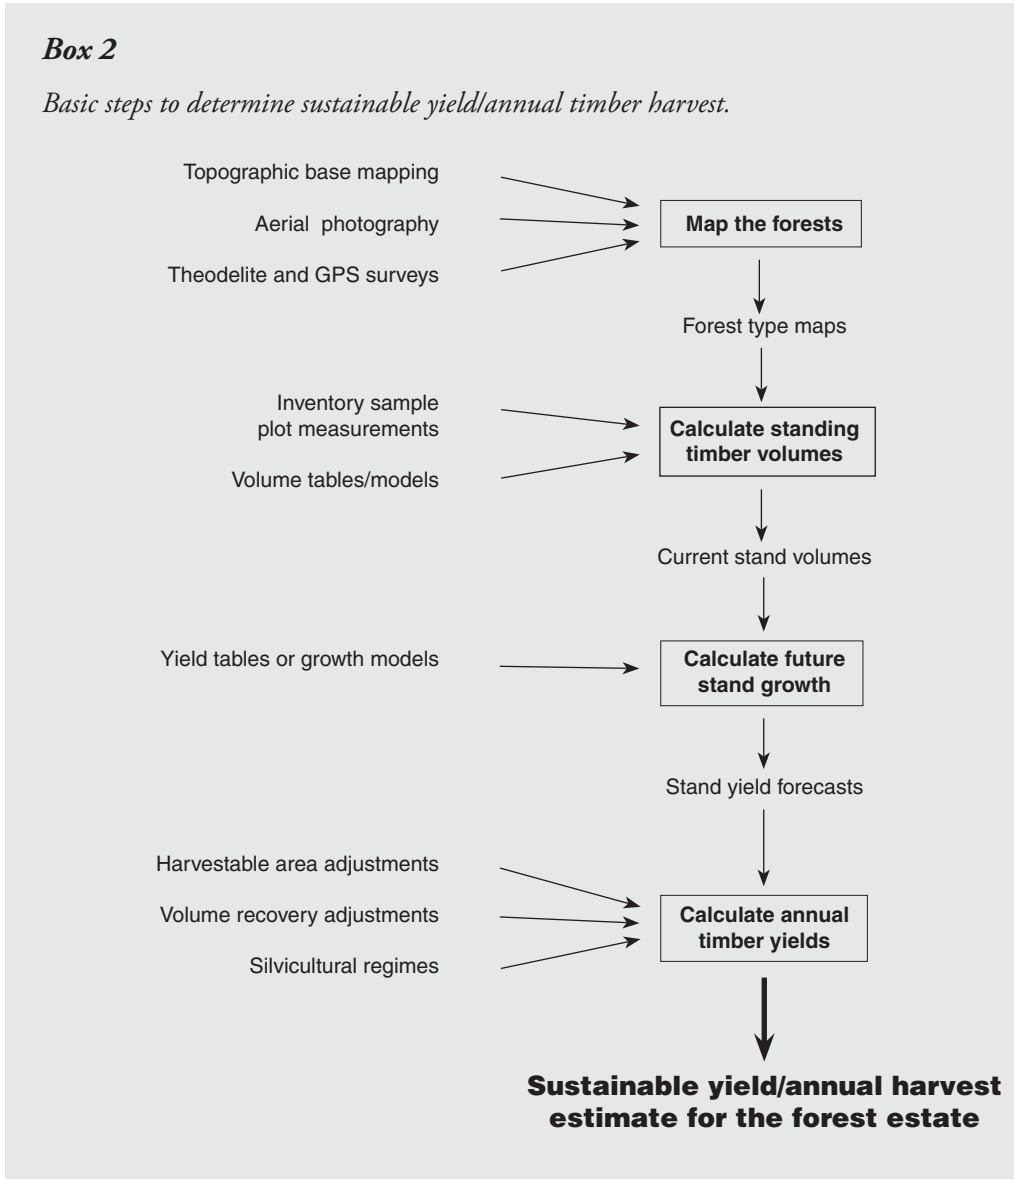 Box 2
Basic steps to determine sustainable yield/annual timber harvest.
Topographic base mapping
Aerial photography
Theodelite and GPS surveys
Map the forests
Forest type maps
Inventory sample
plot measurements
Volume tables/models
Calculate standing
timber volumes
Current stand volumes
Yield tables or growth models
Calculate future
stand growth
Stand yield forecasts
Harvestable area adjustments
Volume recovery adjustments
Silvicultural regimes
Calculate annual
timber yields
Sustainable yield/annual harvest
estimate for the forest estate